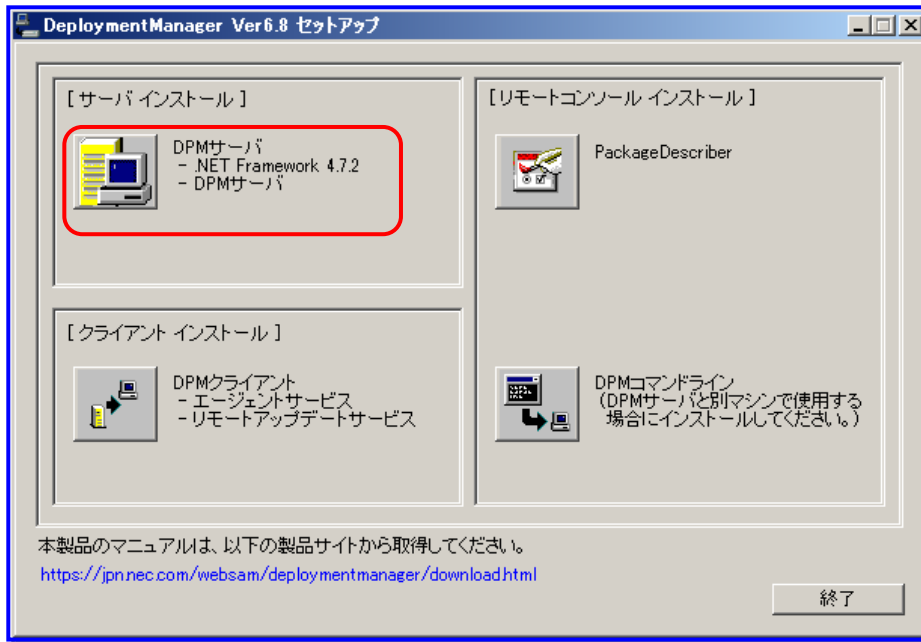 DeploymentManager Ver6.8 セットアップ
[ サーバ インストール ]
DPMサーバ
- .NET Framework 4.7.2
- DPMサーバ
[ リモートコンソール インストール ]
PackageDescriber
[ クライアント インストール ]
DPMクライアント
- エージェントサービス
- リモートアップデートサービス
DPMコマンドライン
(DPMサーバと別マシンで使用する
場合にインストールしてください。)
本製品のマニュアルは、以下の製品サイトから取得してください。
https://jpn.nec.com/websam/deploymentmanager/download.html
終了